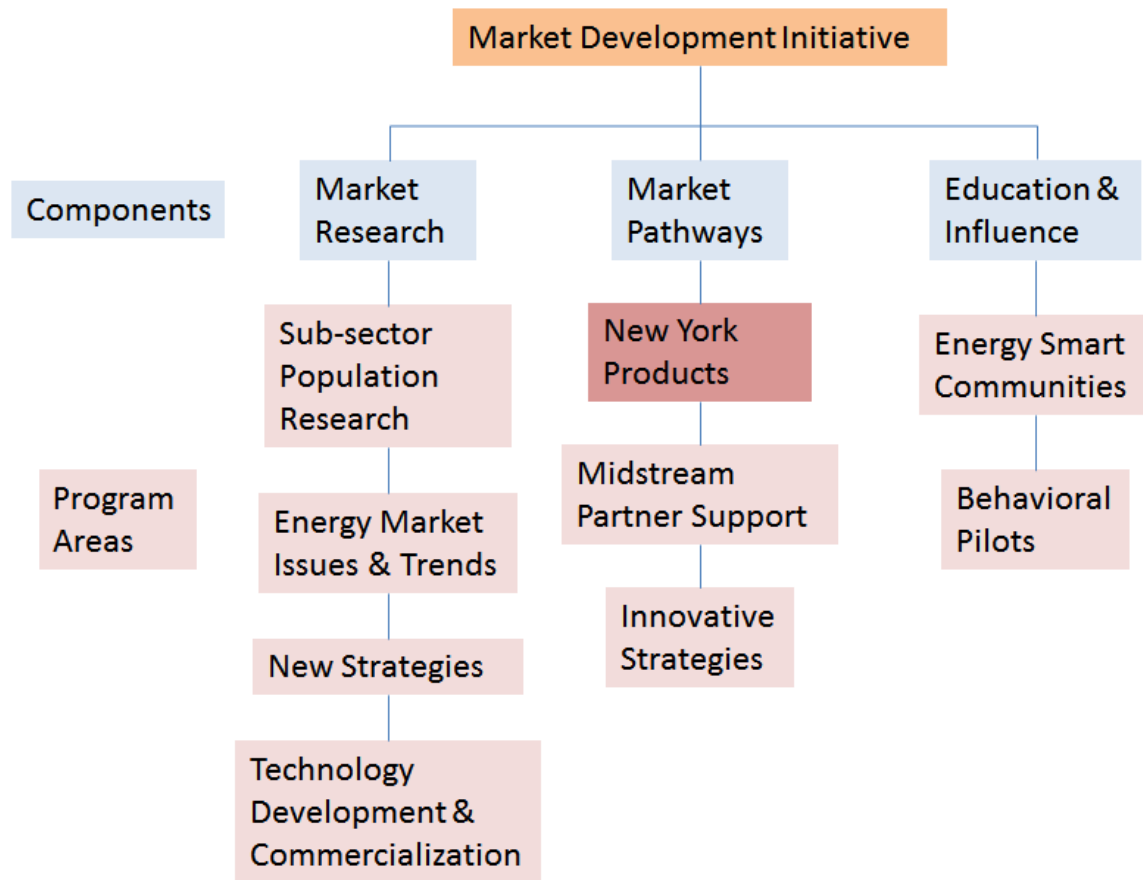 Market Development Initiative
Components
Market
Research
Market
Pathways
Education &
Influence
Sub-sector
Population
Research
New York
Products
Energy Smart
Communities
Program
Areas
Energy Market
Issues & Trends
Midstream
Partner Support
Behavioral
Pilots
New Strategies
Innovative
Strategies
Technology
Development &
Commercialization